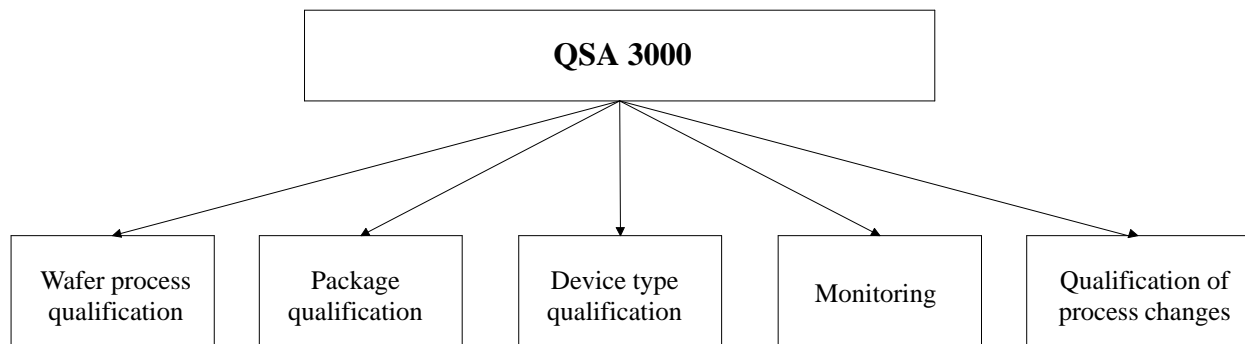 QSA 3000
Wafer process
qualification
Package
qualification
Device type
qualification
Monitoring
Qualification of
process changes